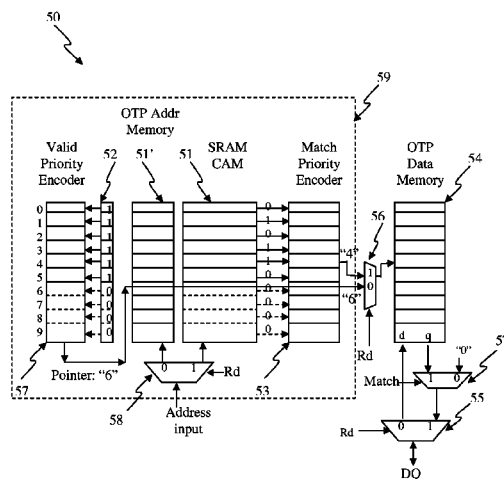 50
59
OTP Addr
Memory
Valid
Priority
Encoder
52
51'
SRAM
CAM
51
Match
Priority
Encoder
OTP
Data
Memory
54
56
0 1 0
1 1 1
2 1 0
3 1 1
4 1 1
5 1 0
6 0 0
7 0 0
8 0 0
9 0 0
"4"
"6"
1
0
Rd
d q
"0"
Pointer: "6"
57
0 1
Rd
58
Address
input
53
Match
1 0
Rd
0 1
55
DQ